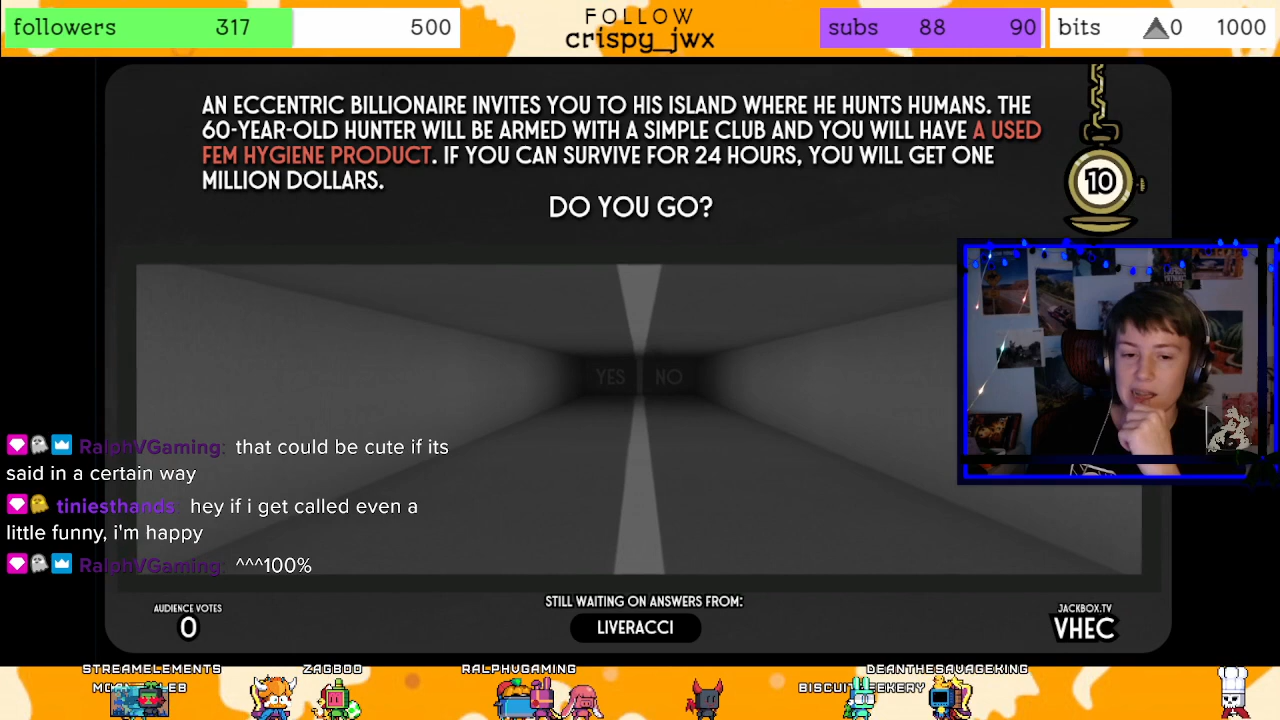 followers 317 500
FOLLOW
crispy_jwx
subs 88 90
bits 0 1000
AN ECCENTRIC BILLIONAIRE INVITES YOU TO HIS ISLAND WHERE HE HUNTS HUMANS. THE
60-YEAR-OLD HUNTER WILL BE ARMED WITH A SIMPLE CLUB AND YOU WILL HAVE A USED
FEM HYGIENE PRODUCT. IF YOU CAN SURVIVE FOR 24 HOURS, YOU WILL GET ONE
MILLION DOLLARS.
DO YOU GO?
10
YES NO
RalphVGaming: that could be cute if its
said in a certain way
tiniesthands: hey if i get called even a
little funny, i'm happy
RalphVGaming: ^^^100%
AUDIENCE VOTES
0
STILL WAITING ON ANSWERS FROM:
LIVERACCI
JACKBOX.TV
VHEC
STREAMELEMENTS ZAGBOO RALPHVGAMING DEANTHESAVAGEKING